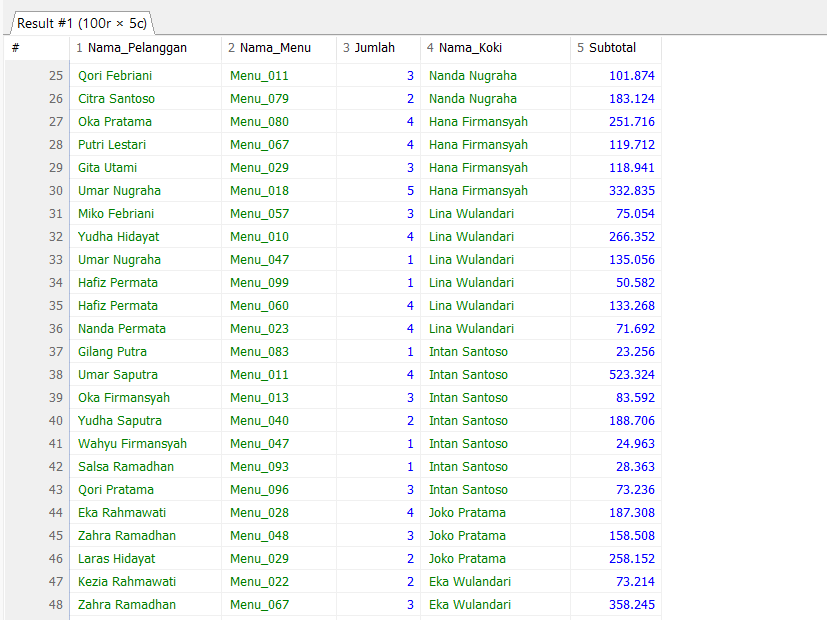 Result #1 (100r × 5c)
# 1 Nama_Pelanggan 2 Nama_Menu 3 Jumlah 4 Nama_Koki 5 Subtotal
25 Qori Febriani Menu_011 3 Nanda Nugraha 101.874
26 Citra Santoso Menu_079 2 Nanda Nugraha 183.124
27 Oka Pratama Menu_080 4 Hana Firmansyah 251.716
28 Putri Lestari Menu_067 4 Hana Firmansyah 119.712
29 Gita Utami Menu_029 3 Hana Firmansyah 118.941
30 Umar Nugraha Menu_018 5 Hana Firmansyah 332.835
31 Miko Febriani Menu_057 3 Lina Wulandari 75.054
32 Yudha Hidayat Menu_010 4 Lina Wulandari 266.352
33 Umar Nugraha Menu_047 1 Lina Wulandari 135.056
34 Hafiz Permata Menu_099 1 Lina Wulandari 50.582
35 Hafiz Permata Menu_060 4 Lina Wulandari 133.268
36 Nanda Permata Menu_023 4 Lina Wulandari 71.692
37 Gilang Putra Menu_083 1 Intan Santoso 23.256
38 Umar Saputra Menu_011 4 Intan Santoso 523.324
39 Oka Firmansyah Menu_013 3 Intan Santoso 83.592
40 Yudha Saputra Menu_040 2 Intan Santoso 188.706
41 Wahyu Firmansyah Menu_047 1 Intan Santoso 24.963
42 Salsa Ramadhan Menu_093 1 Intan Santoso 28.363
43 Qori Pratama Menu_096 3 Intan Santoso 73.236
44 Eka Rahmawati Menu_028 4 Joko Pratama 187.308
45 Zahra Ramadhan Menu_048 3 Joko Pratama 158.508
46 Laras Hidayat Menu_029 2 Joko Pratama 258.152
47 Kezia Rahmawati Menu_022 2 Eka Wulandari 73.214
48 Zahra Ramadhan Menu_067 3 Eka Wulandari 358.245